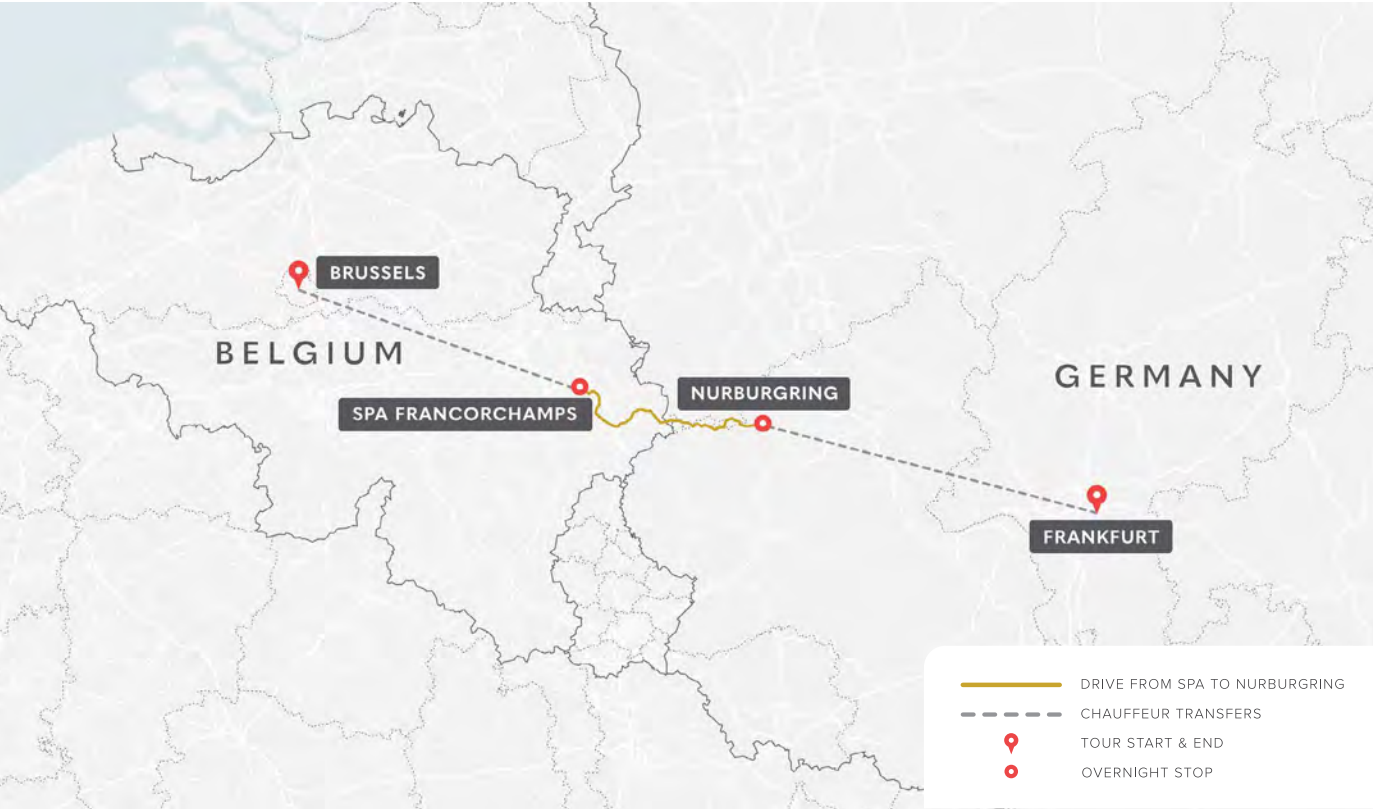 BRUSSELS
BELGIUM
GERMANY
NURBURGRING
SPA FRANCORCHAMPS
FRANKFURT
DRIVE FROM SPA TO NURBURGRING
CHAUFFEUR TRANSFERS
TOUR START & END
OVERNIGHT STOP